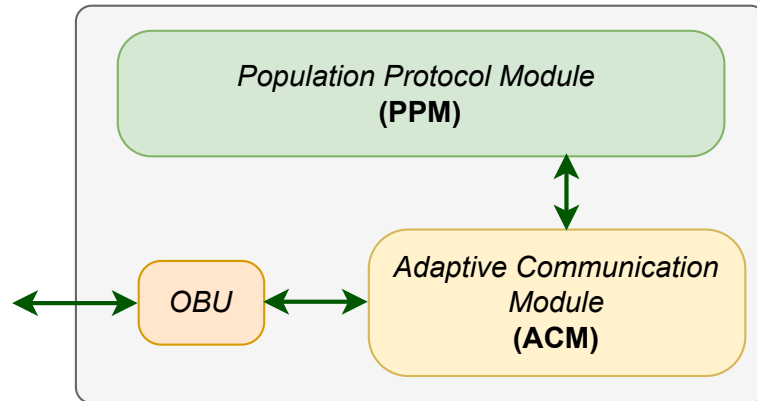 Population Protocol Module
(PPM)
OBU
Adaptive Communication
Module
(ACM)